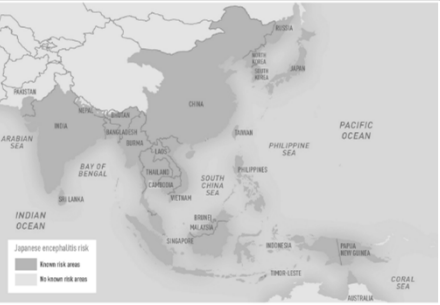 RUSSIA
NORTH
KOREA
SOUTH
KOREA
JAPAN
CHINA
PAKISTAN
NEPAL
BHUTAN
INDIA
BANGLADESH
BURMA
TAIWAN
PACIFIC
OCEAN
ARABIAN
SEA
PHILIPPINE
SEA
LAOS
BAY OF
BENGAL
THAILAND
CAMBODIA
VIETNAM
SOUTH
CHINA
SEA
PHILIPPINES
SRI LANKA
INDIAN
OCEAN
BRUNEI
MALAYSIA
SINGAPORE
INDONESIA
PAPUA
NEW GUINEA
TIMOR-LESTE
CORAL
SEA
AUSTRALIA
Japanese encephalitis risk
Known risk areas
No known risk areas